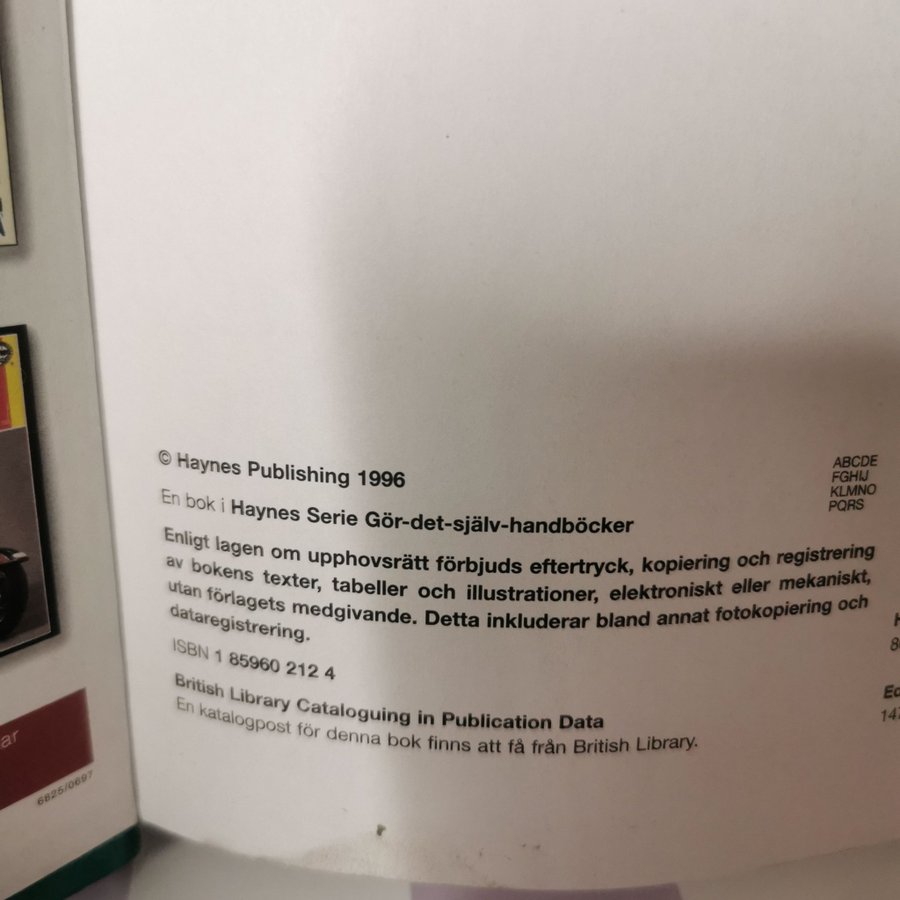 © Haynes Publishing 1996
En bok i Haynes Serie Gör-det-själv-handböcker
Enligt lagen om upphovsrätt förbjuds eftertryck, kopiering och registrering
av bokens texter, tabeller och illustrationer, elektroniskt eller mekaniskt,
utan förlagets medgivande. Detta inkluderar bland annat fotokopiering och
dataregistrering.
ISBN 1 85960 212 4
British Library Cataloguing in Publication Data
En katalogpost för denna bok finns att få från British Library.
ABCDE
FGHIJ
KLMNO
PQRS
6625/0697